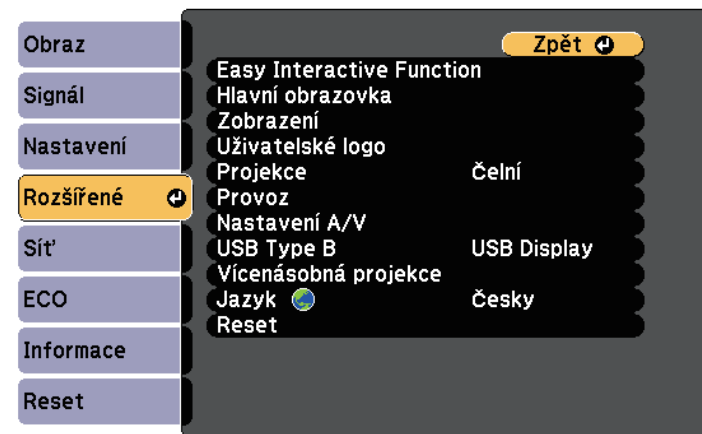 Obraz
Signál
Nastavení
Rozšířené
Síť
ECO
Informace
Reset
Zpět
Easy Interactive Function
Hlavní obrazovka
Zobrazení
Uživatelské logo
Projekce Čelní
Provoz
Nastavení A/V
USB Type B USB Display
Vícenásobná projekce
Jazyk Česky
Reset